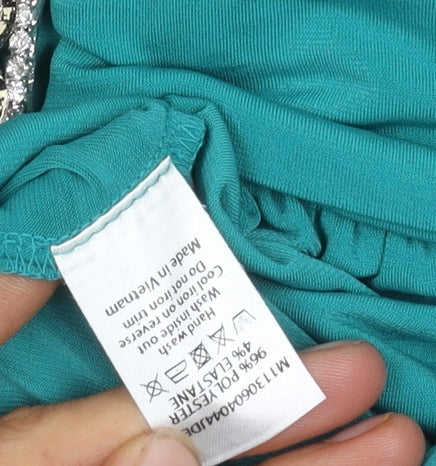 M1130604044JDE
96% POLYESTER
4% ELASTANE
Hand wash
Wash inside out
Cool iron on reverse
Do not iron trim
Made in Vietnam